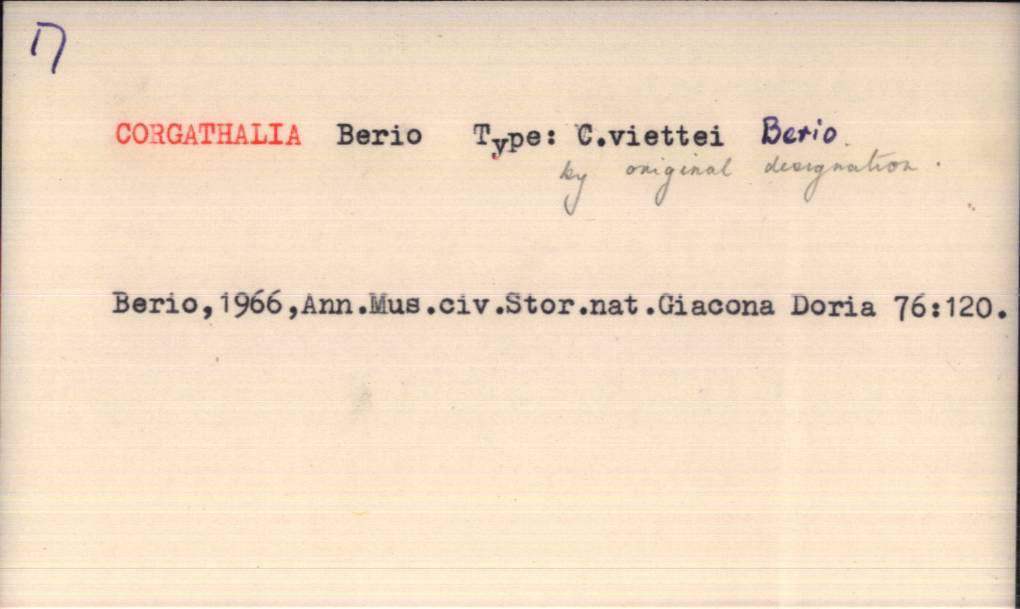 17
CORGATHALIA Berio Type: C.viettei Berio.
by original designation.
Berio,1966,Ann.Mus.civ.Stor.nat.Giacona Doria 76:120.